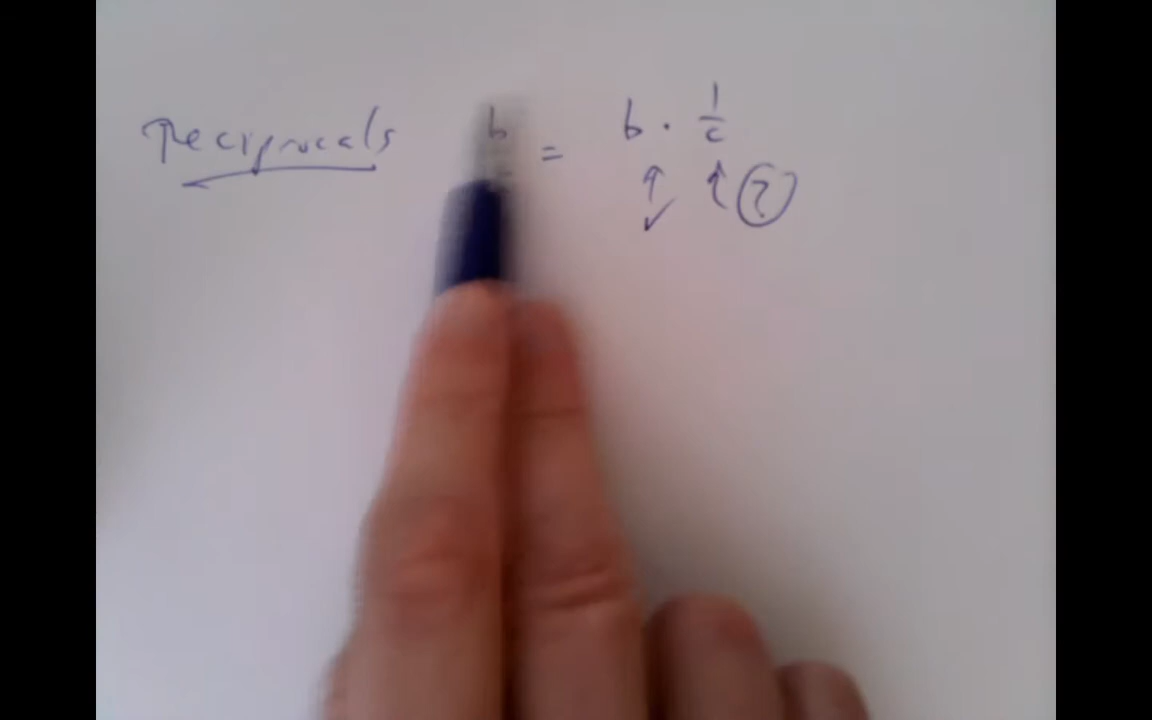 Reciprocals b = b · 1/c
↑ ↑ ?
✓